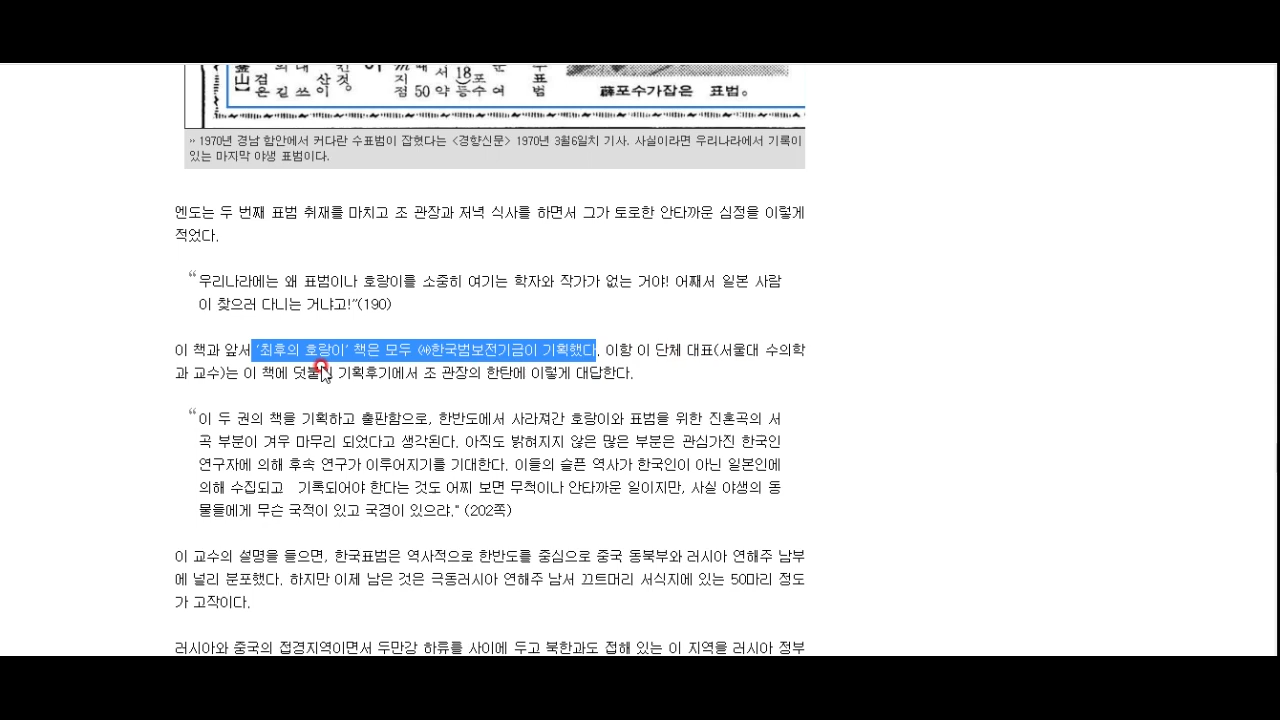 18포수
50 약등
薛포수가잡은 표범。
» 1970년 경남 함안에서 커다란 수표범이 잡혔다는 <경향신문> 1970년 3월6일치 기사. 사실이라면 우리나라에서 기록이
있는 마지막 야생 표범이다.
엔도는 두 번째 표범 취재를 마치고 조 관장과 저녁 식사를 하면서 그가 토로한 안타까운 심정을 이렇게
적었다.
“우리나라에는 왜 표범이나 호랑이를 소중히 여기는 학자와 작가가 없는 거야! 어째서 일본 사람
이 찾으러 다니는 거냐고!”(190)
이 책과 앞서 ‘최후의 호랑이’ 책은 모두 ㈔한국범보전기금이 기획했다. 이항 이 단체 대표(서울대 수의학
과 교수)는 이 책에 기획후기에서 조 관장의 한탄에 이렇게 대답한다.
“이 두 권의 책을 기획하고 출판함으로, 한반도에서 사라져간 호랑이와 표범을 위한 진혼곡의 서
곡 부분이 겨우 마무리 되었다고 생각된다. 아직도 밝혀지지 않은 많은 부분은 관심가진 한국인
연구자에 의해 후속 연구가 이루어지기를 기대한다. 이들의 슬픈 역사가 한국인이 아닌 일본인에
의해 수집되고 기록되어야 한다는 것도 어찌 보면 무척이나 안타까운 일이지만, 사실 야생의 동
물들에게 무슨 국적이 있고 국경이 있으랴." (202쪽)
이 교수의 설명을 들으면, 한국표범은 역사적으로 한반도를 중심으로 중국 동북부와 러시아 연해주 남부
에 널리 분포했다. 하지만 이제 남은 것은 극동러시아 연해주 남서 끄트머리 서식지에 있는 50마리 정도
가 고작이다.
러시아와 중국의 접경지역이면서 두만강 하류를 사이에 두고 북한과도 접해 있는 이 지역을 러시아 정부